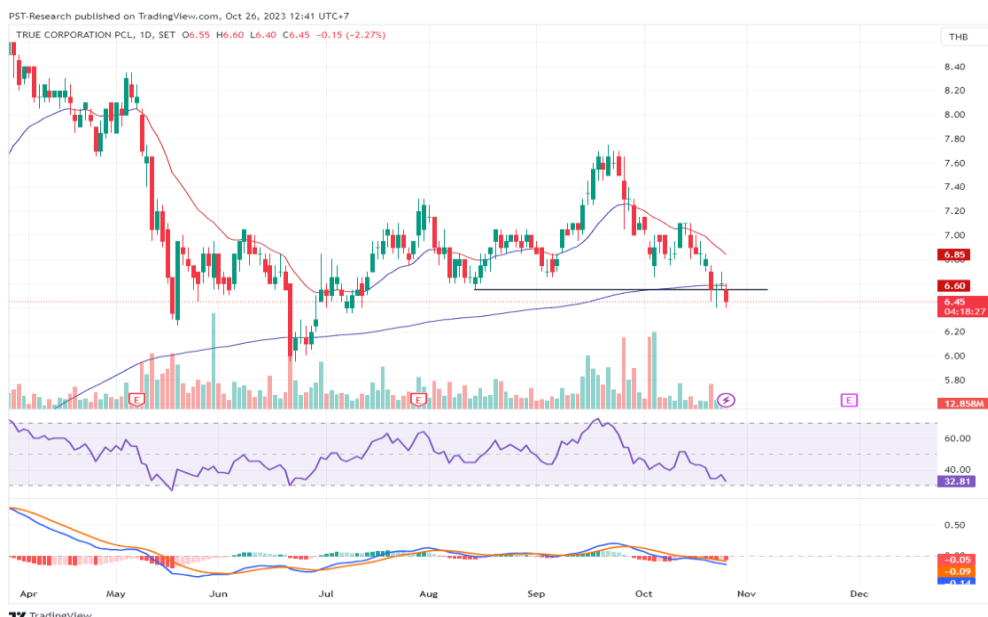 PST-Research published on TradingView.com, Oct 26, 2023 12:41 UTC+7
TRUE CORPORATION PCL, 1D, SET O6.55 H6.60 L6.40 C6.45 -0.15 (-2.27%)
THB
8.40
8.20
8.00
7.80
7.60
7.40
7.20
7.00
6.85
6.60
6.45
04:18:27
6.20
6.00
5.80
E
E
E
12.858M
60.00
40.00
32.81
0.50
-0.05
-0.09
-0.14
Apr May Jun Jul Aug Sep Oct Nov Dec
TradingView